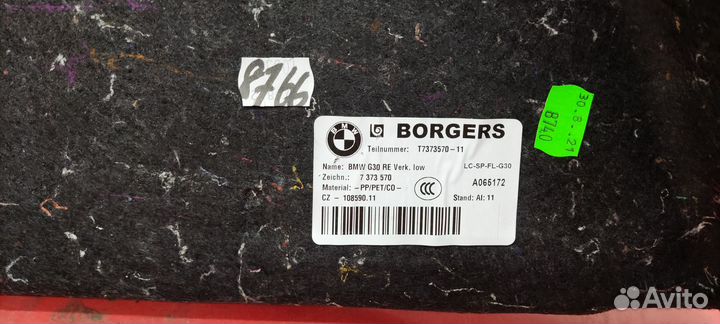 8766
30.8..21
8740
BMW
BORGERS
Teilnummer: T7373570-11
Name: BMW G30 RE Verk. low LC-SP-FL-G30
Zeichn.: 7 373 570
Material: -PP/PET/CO- CCC A065172
CZ - 108590.11 Stand: AI: 11
Avito